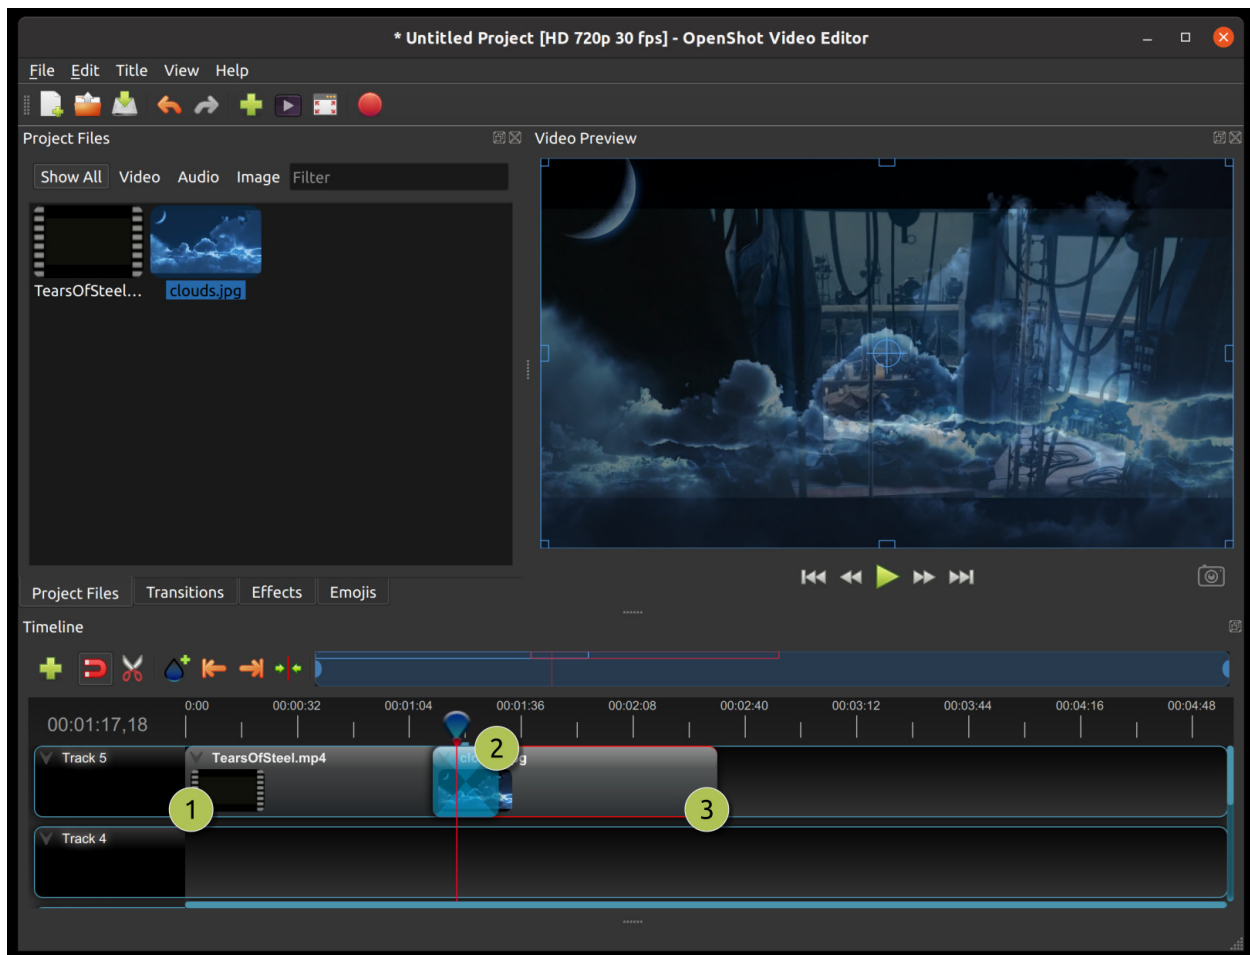 * Untitled Project [HD 720p 30 fps] - OpenShot Video Editor
File Edit Title View Help
Project Files
Video Preview
Show All Video Audio Image Filter
TearsOfSteel... clouds.jpg
Project Files Transitions Effects Emojis
Timeline
0:00 00:00:32 00:01:04 00:01:36 00:02:08 00:02:40 00:03:12 00:03:44 00:04:16 00:04:48
00:01:17,18
Track 5
TearsOfSteel.mp4
2
1
3
Track 4